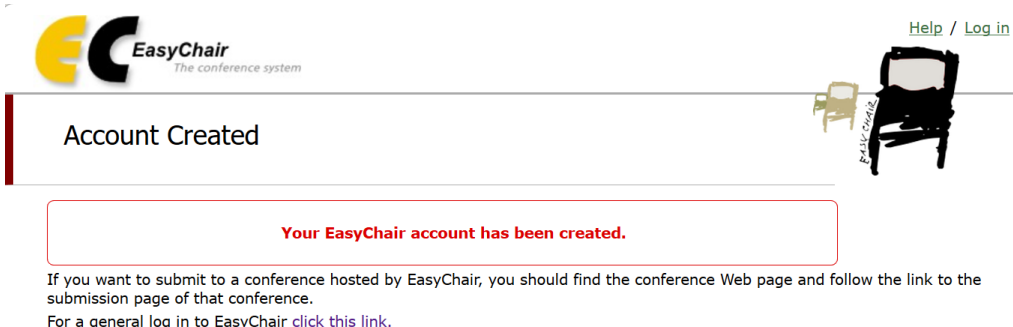 EC EasyChair
The conference system
Help / Log in
EASY CHAIR
Account Created
Your EasyChair account has been created.
If you want to submit to a conference hosted by EasyChair, you should find the conference Web page and follow the link to the
submission page of that conference.
For a general log in to EasyChair click this link.